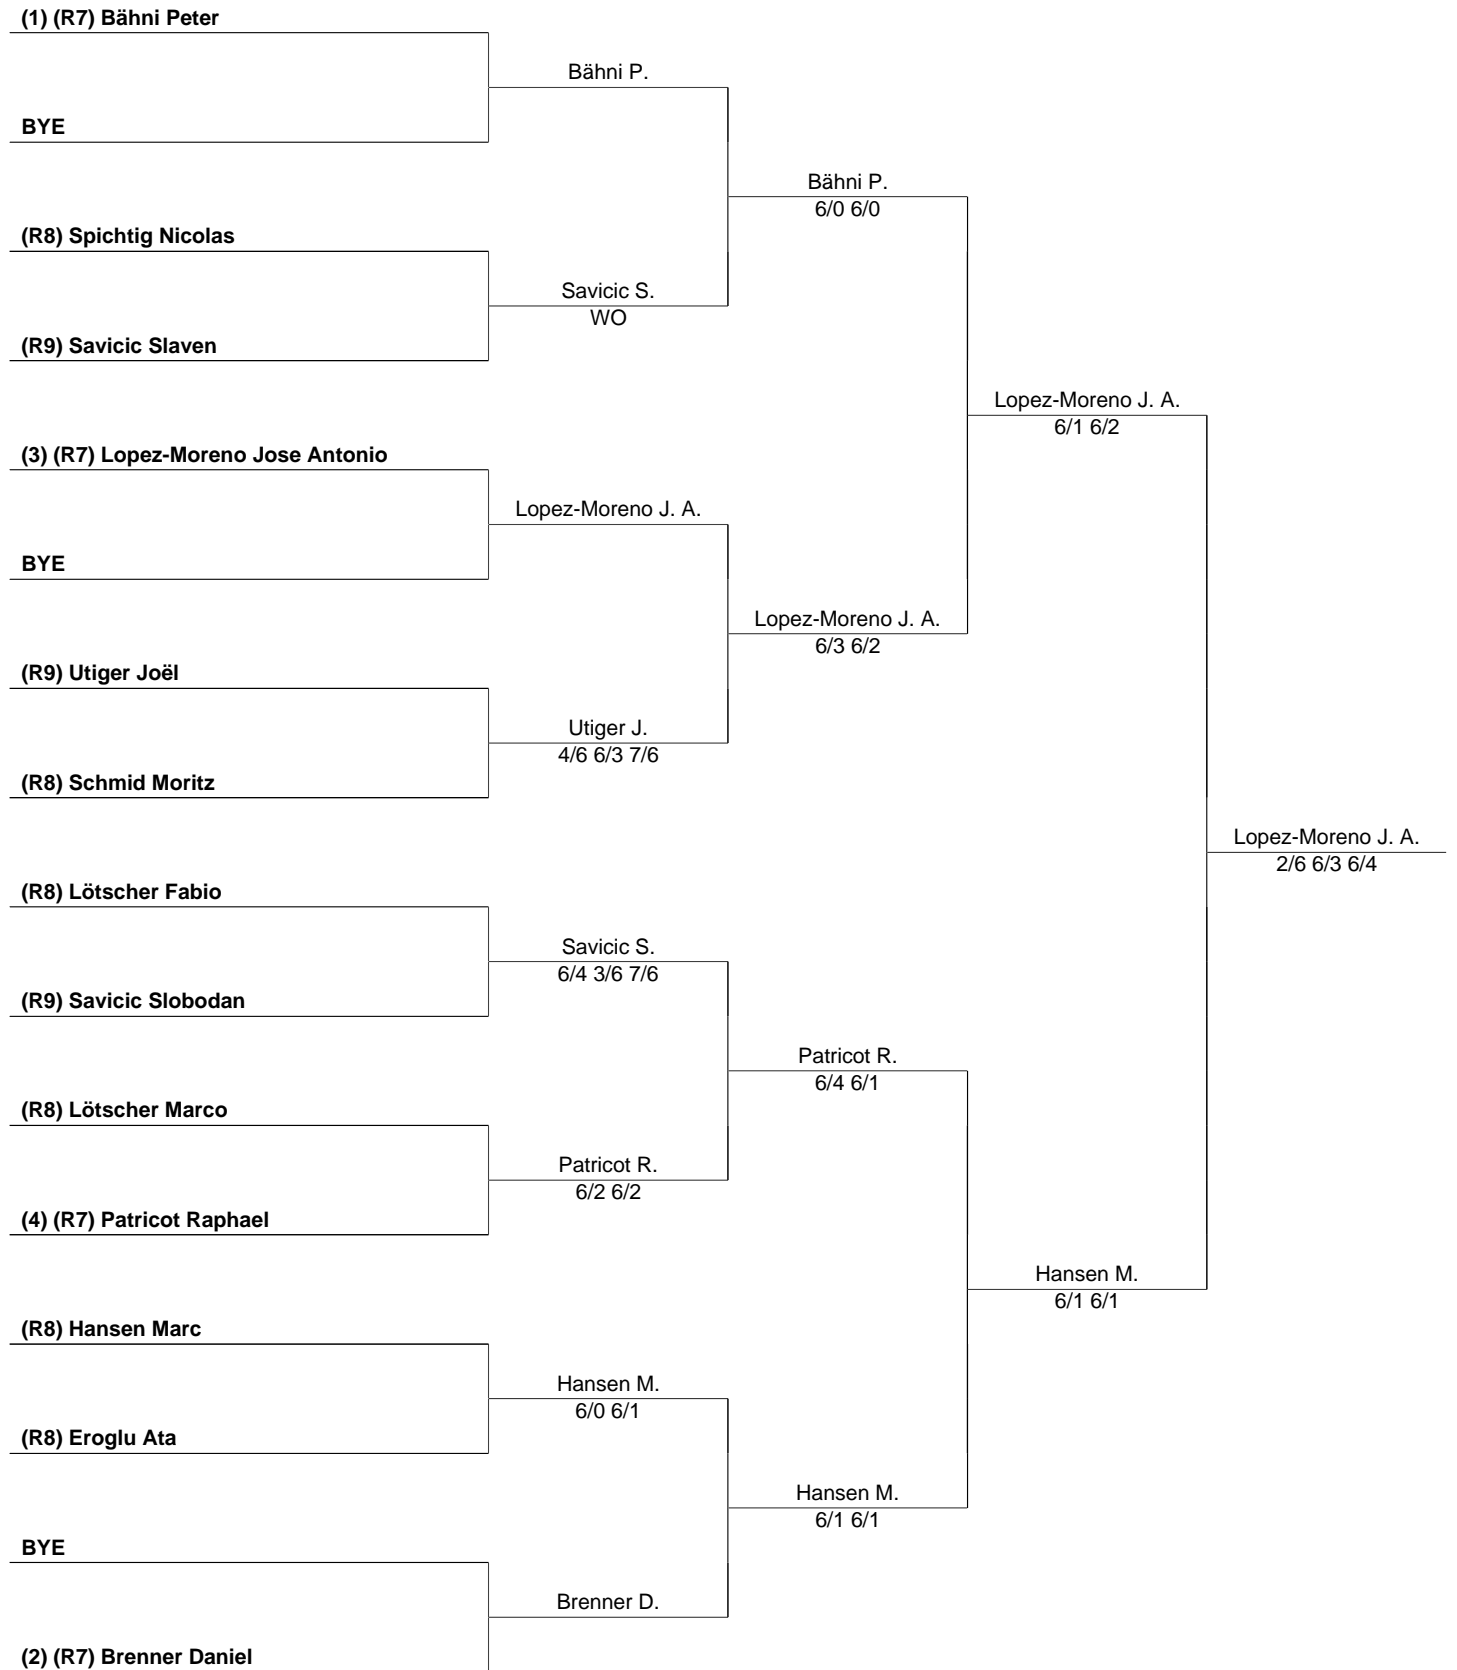 (1) (R7) Bähni Peter
Bähni P.
BYE
Bähni P.
6/0 6/0
(R8) Spichtig Nicolas
Savicic S.
WO
(R9) Savicic Slaven
Lopez-Moreno J. A.
6/1 6/2
(3) (R7) Lopez-Moreno Jose Antonio
Lopez-Moreno J. A.
BYE
Lopez-Moreno J. A.
6/3 6/2
(R9) Utiger Joël
Utiger J.
4/6 6/3 7/6
(R8) Schmid Moritz
Lopez-Moreno J. A.
2/6 6/3 6/4
(R8) Lötscher Fabio
Savicic S.
6/4 3/6 7/6
(R9) Savicic Slobodan
Patricot R.
6/4 6/1
(R8) Lötscher Marco
Patricot R.
6/2 6/2
(4) (R7) Patricot Raphael
Hansen M.
6/1 6/1
(R8) Hansen Marc
Hansen M.
6/0 6/1
(R8) Eroglu Ata
Hansen M.
6/1 6/1
BYE
Brenner D.
(2) (R7) Brenner Daniel